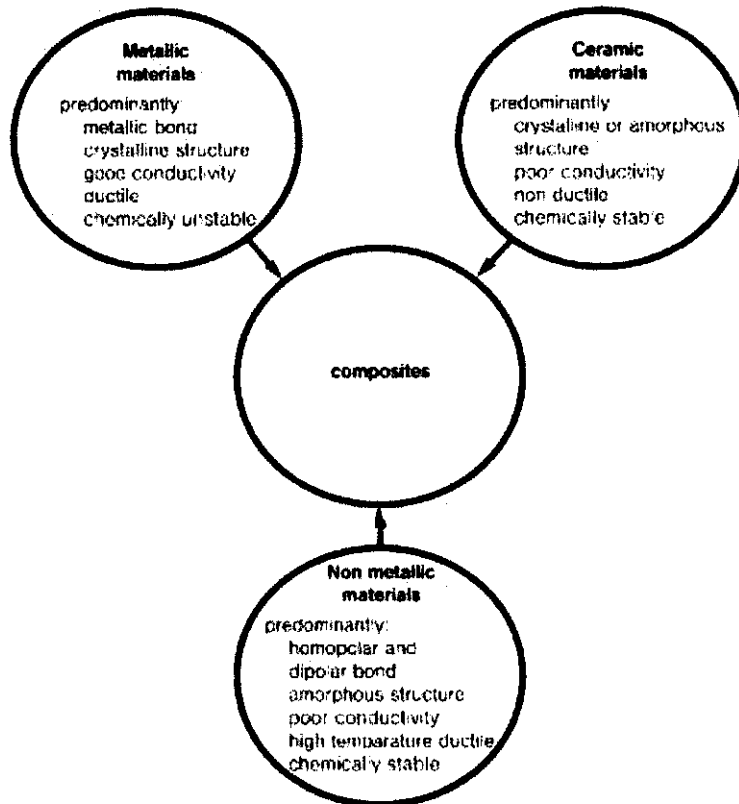 Metallic
materials
predominantly:
metallic bond
crystalline structure
good conductivity
ductile
chemically unstable
Ceramic
materials
predominantly
crystalline or amorphous
structure
poor conductivity
non ductile
chemically stable
composites
Non metallic
materials
predominantly:
homopolar and
dipolar bond
amorphous structure
poor conductivity
high temparature ductile
chemically stable